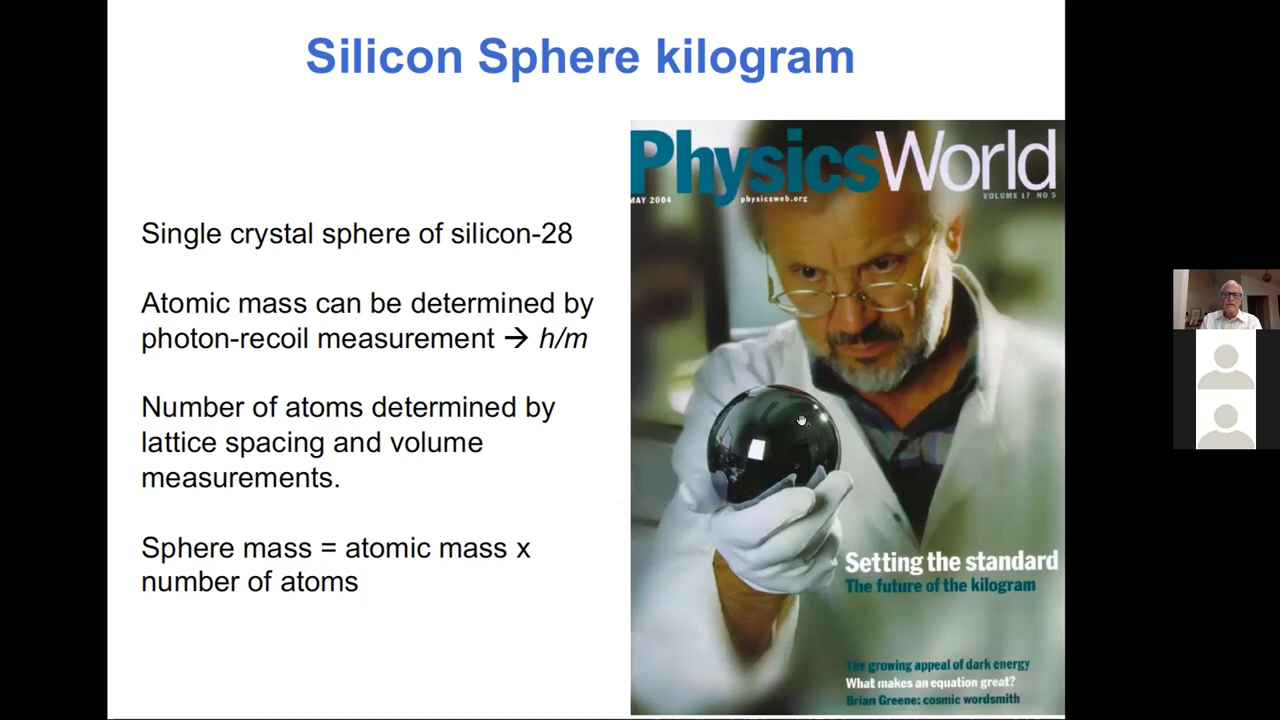 Silicon Sphere kilogram
Single crystal sphere of silicon-28
Atomic mass can be determined by
photon-recoil measurement → h/m
Number of atoms determined by
lattice spacing and volume
measurements.
Sphere mass = atomic mass x
number of atoms
PhysicsWorld
MAY 2004
physicsweb.org
VOLUME 17 NO 5
Setting the standard
The future of the kilogram
The growing appeal of dark energy
What makes an equation great?
Brian Greene: cosmic wordsmith